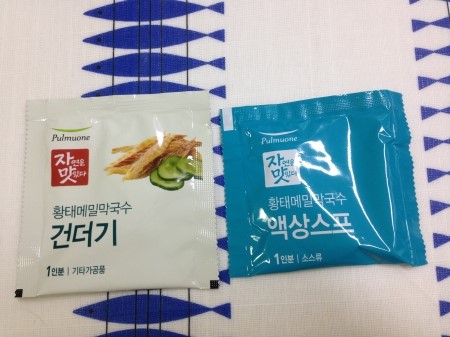 Pulmuone
자연은
맛있다
황태메밀막국수
건더기
1인분 | 기타가공품
Pulmuone
자연은
맛있다
황태메밀막국수
액상스프
1인분 | 소스류